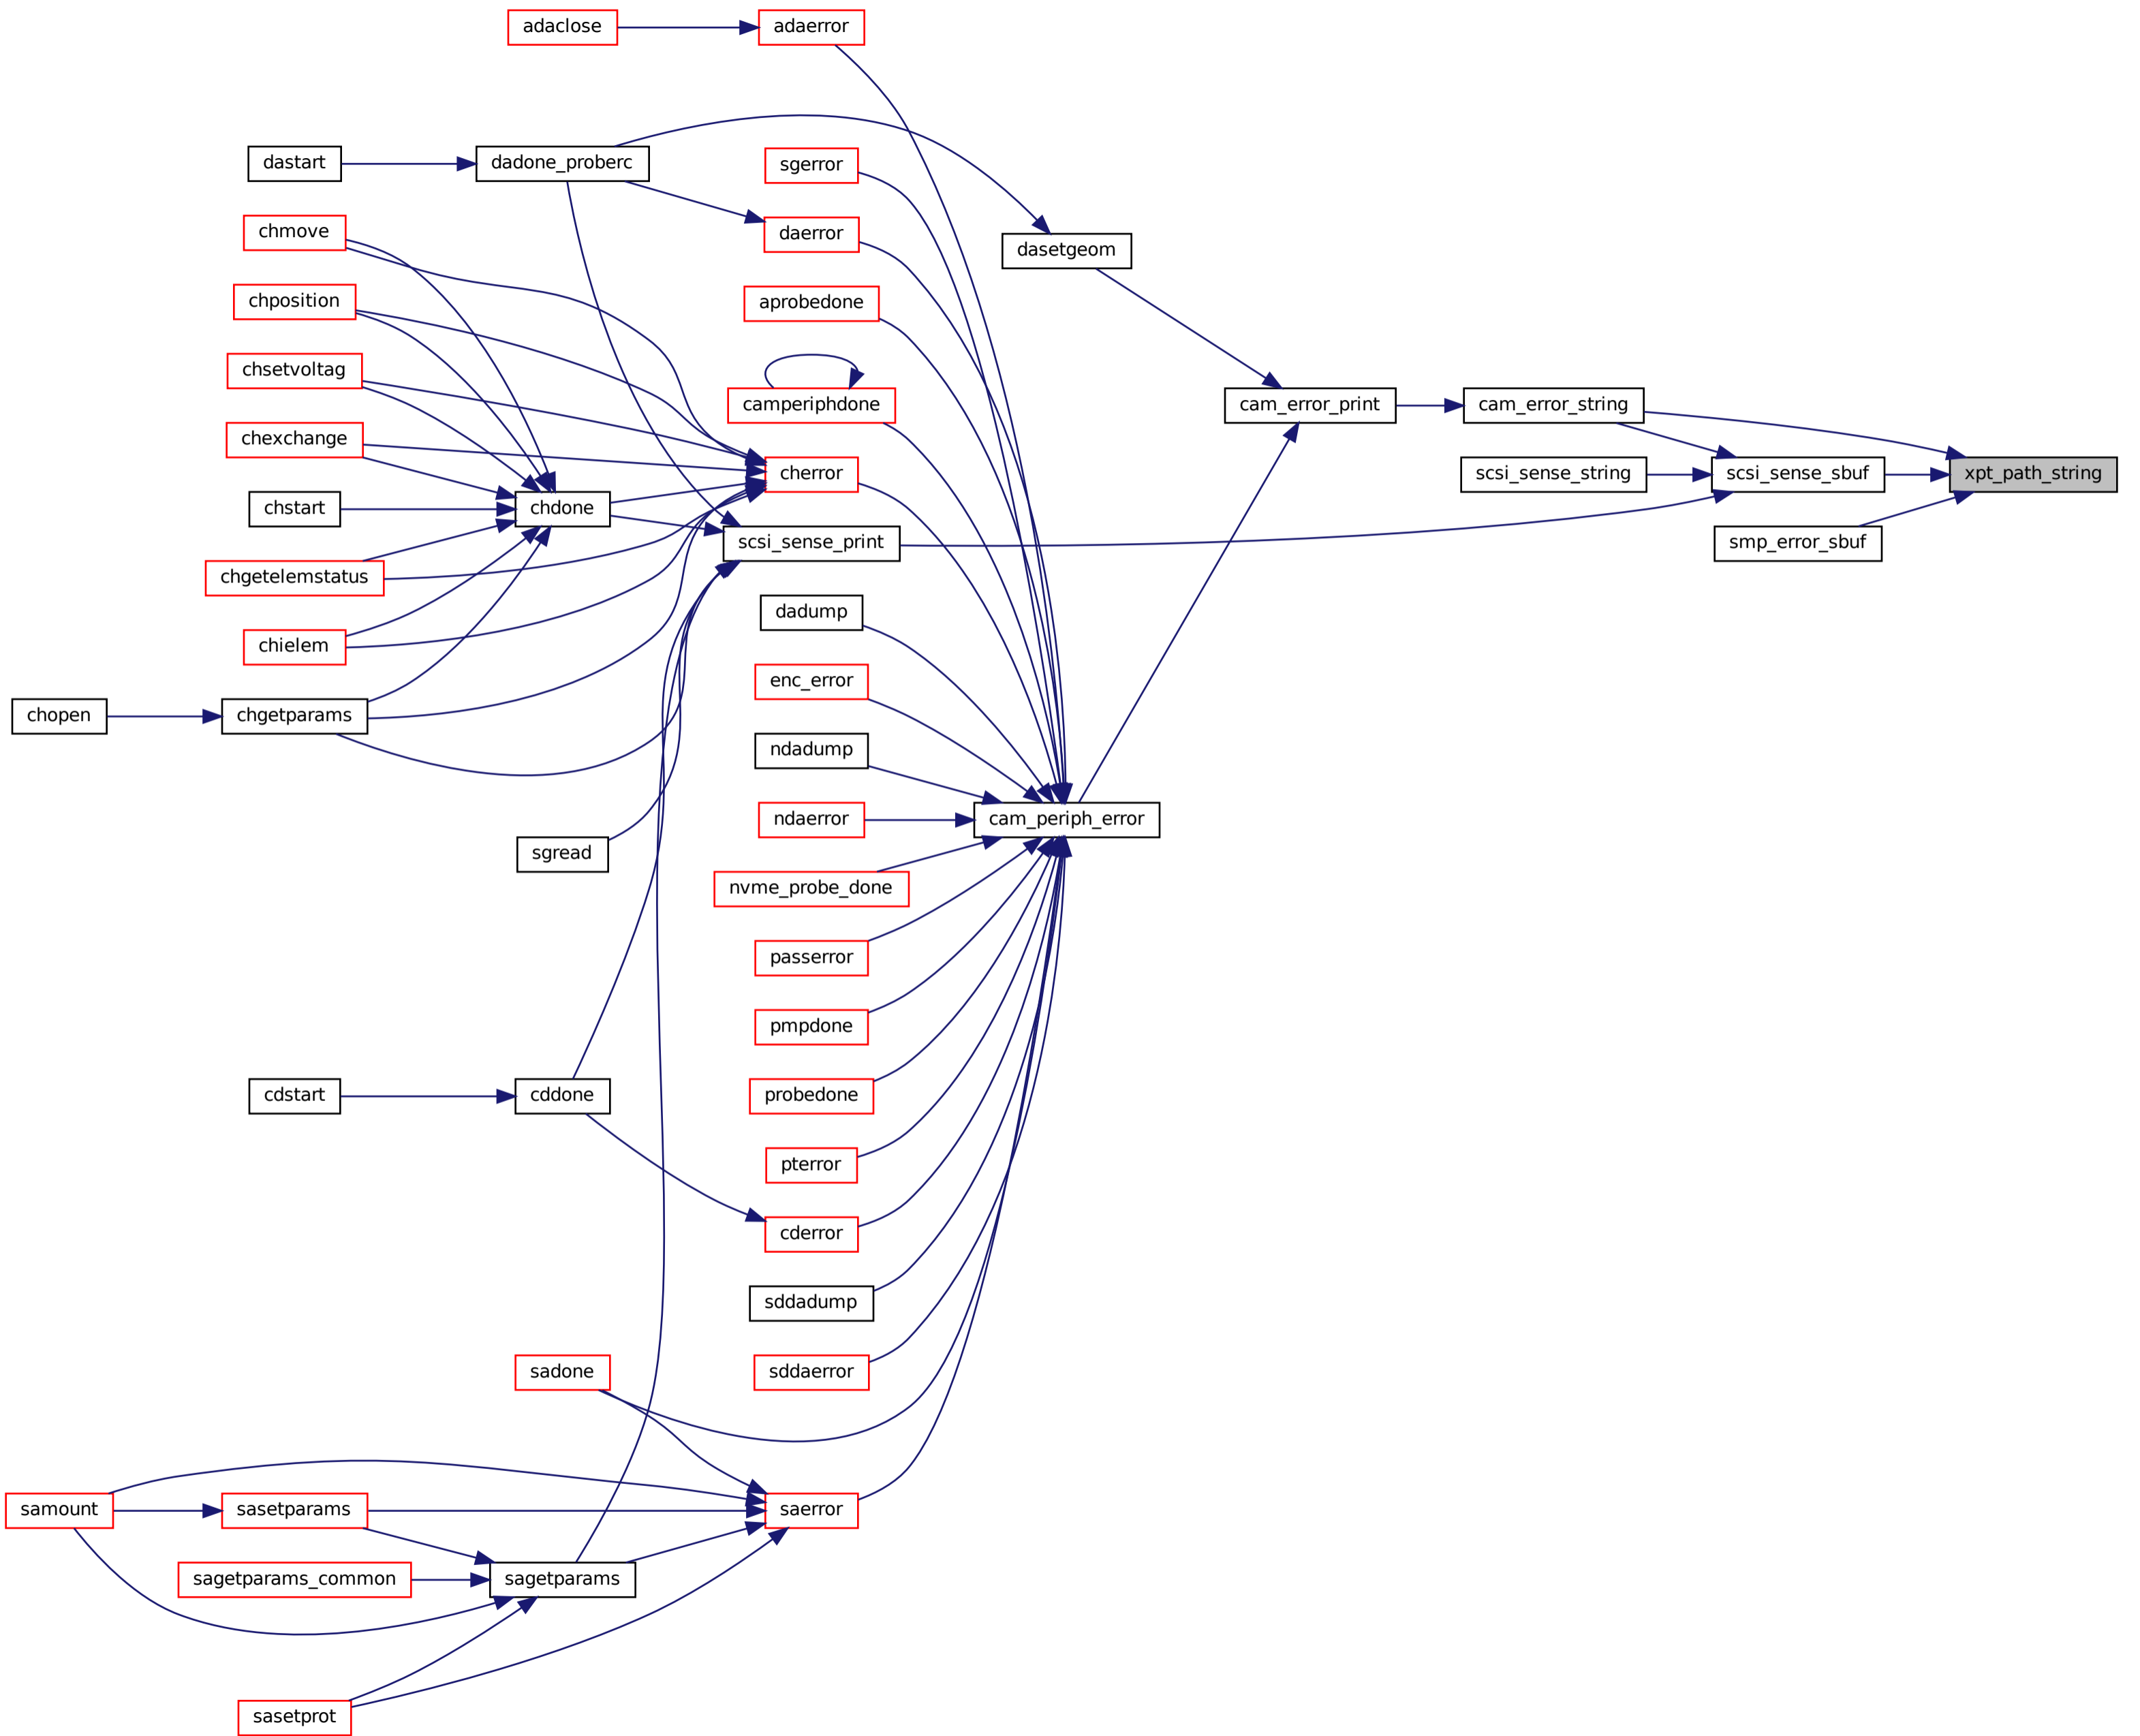 adaclose
adaerror
dastart
dadone_proberc
sgerror
chmove
daerror
dasetgeom
chposition
aprobedone
chsetvoltag
camperiphdone
cam_error_print
cam_error_string
chexchange
cherror
scsi_sense_string
scsi_sense_sbuf
xpt_path_string
chstart
chdone
scsi_sense_print
smp_error_sbuf
chgetelemstatus
dadump
chielem
enc_error
chopen
chgetparams
ndadump
ndaerror
cam_periph_error
sgread
nvme_probe_done
passerror
pmpdone
cdstart
cddone
probedone
pterror
cderror
sddadump
sadone
sddaerror
samount
sasetparams
saerror
sagetparams_common
sagetparams
sasetprot